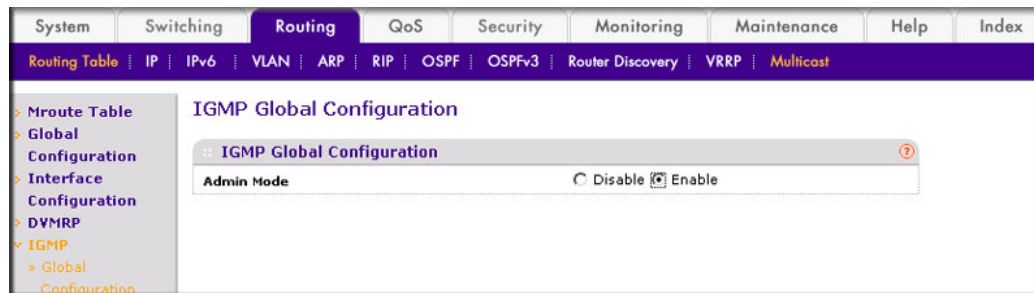 System Switching Routing QoS Security Monitoring Maintenance Help Index
Routing Table IP IPv6 VLAN ARP RIP OSPF OSPFv3 Router Discovery VRRP Multicast
Mroute Table
Global
Configuration
Interface
Configuration
DVMRP
IGMP
» Global
Configuration
IGMP Global Configuration
IGMP Global Configuration ?
Admin Mode Disable Enable